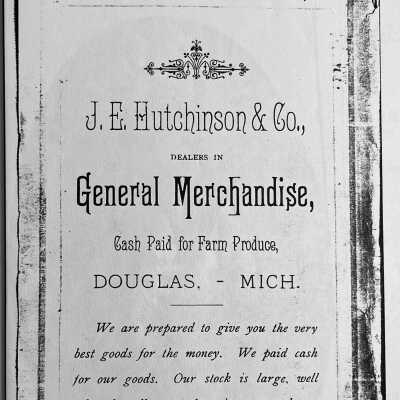 J. E. Hutchinson & Co.,
DEALERS IN
General Merchandise,
Cash Paid for Farm Produce,
DOUGLAS, - MICH.
We are prepared to give you the very
best goods for the money. We paid cash
for our goods. Our stock is large, well